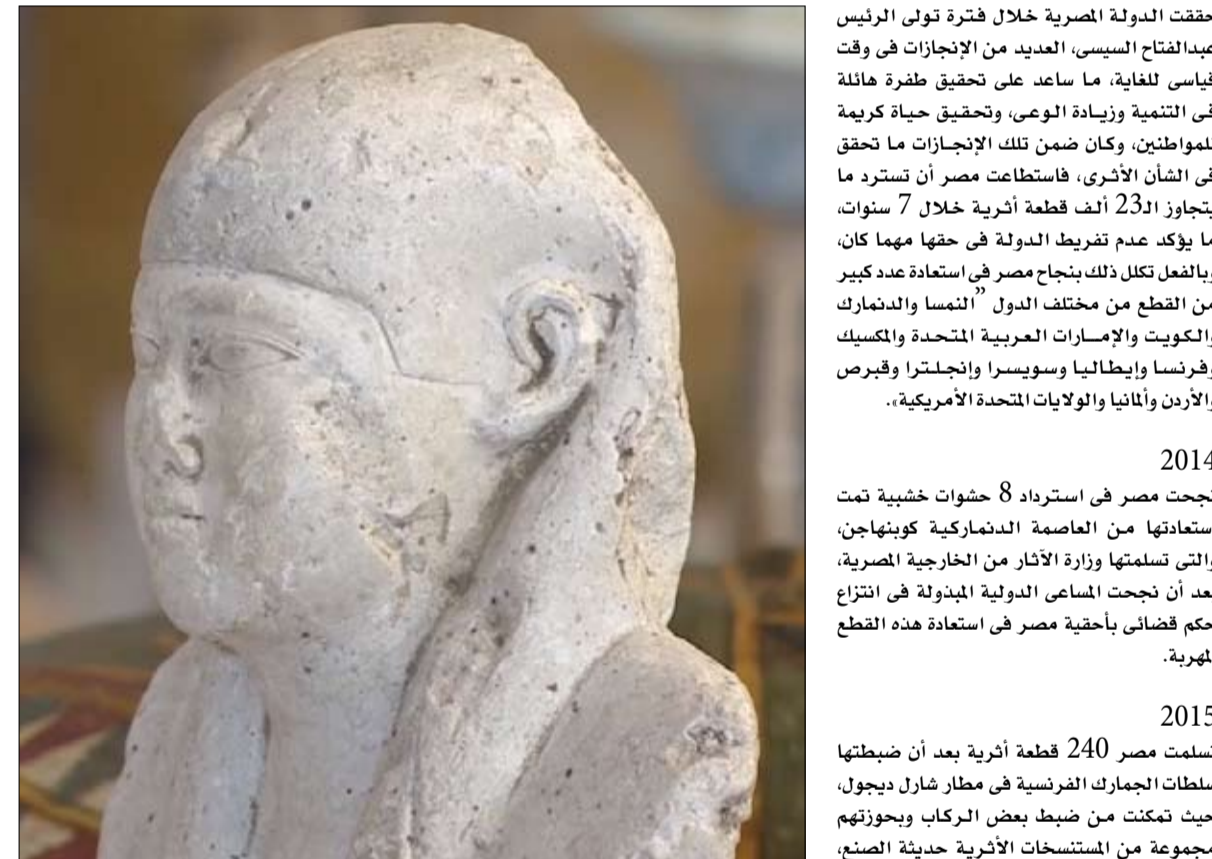 حققت الدولة المصرية خلال فترة تولى الرئيس
عبدالفتاح السيسى، العديد من الإنجازات فى وقت
قياسى للغاية، ما ساعد على تحقيق طفرة هائلة
فى التنمية وزيادة الوعى، وتحقيق حياة كريمة
للمواطنين، وكان ضمن تلك الإنجازات ما تحقق
فى الشأن الأثرى، فاستطاعت مصر أن تسترد ما
يتجاوز الـ23 ألف قطعة أثرية خلال 7 سنوات،
ما يؤكد عدم تفريط الدولة فى حقها مهما كان،
وبالفعل تكلل ذلك بنجاح مصر فى استعادة عدد كبير
من القطع من مختلف الدول ”النمسا والدنمارك
والكويت والإمارات العربية المتحدة والمكسيك
وفرنسا وإيطاليا وسويسرا وإنجلترا وقبرص
والأردن وألمانيا والولايات المتحدة الأمريكية».
2014
نجحت مصر فى استرداد 8 حشوات خشبية تمت
استعادتها من العاصمة الدنماركية كوبنهاجن،
والتى تسلمتها وزارة الآثار من الخارجية المصرية،
بعد أن نجحت المساعى الدولية المبذولة فى انتزاع
حكم قضائى بأحقية مصر فى استعادة هذه القطع
المهربة.
2015
تسلمت مصر 240 قطعة أثرية بعد أن ضبطتها
سلطات الجمارك الفرنسية فى مطار شارل ديجول،
حيث تمكنت من ضبط بعض الركاب وبحوزتهم
مجموعة من المستنسخات الأثرية حديثة الصنع،